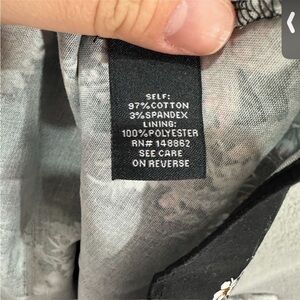 SELF:
97%COTTON
3%SPANDEX
LINING:
100%POLYESTER
RN# 148862
SEE CARE
ON REVERSE